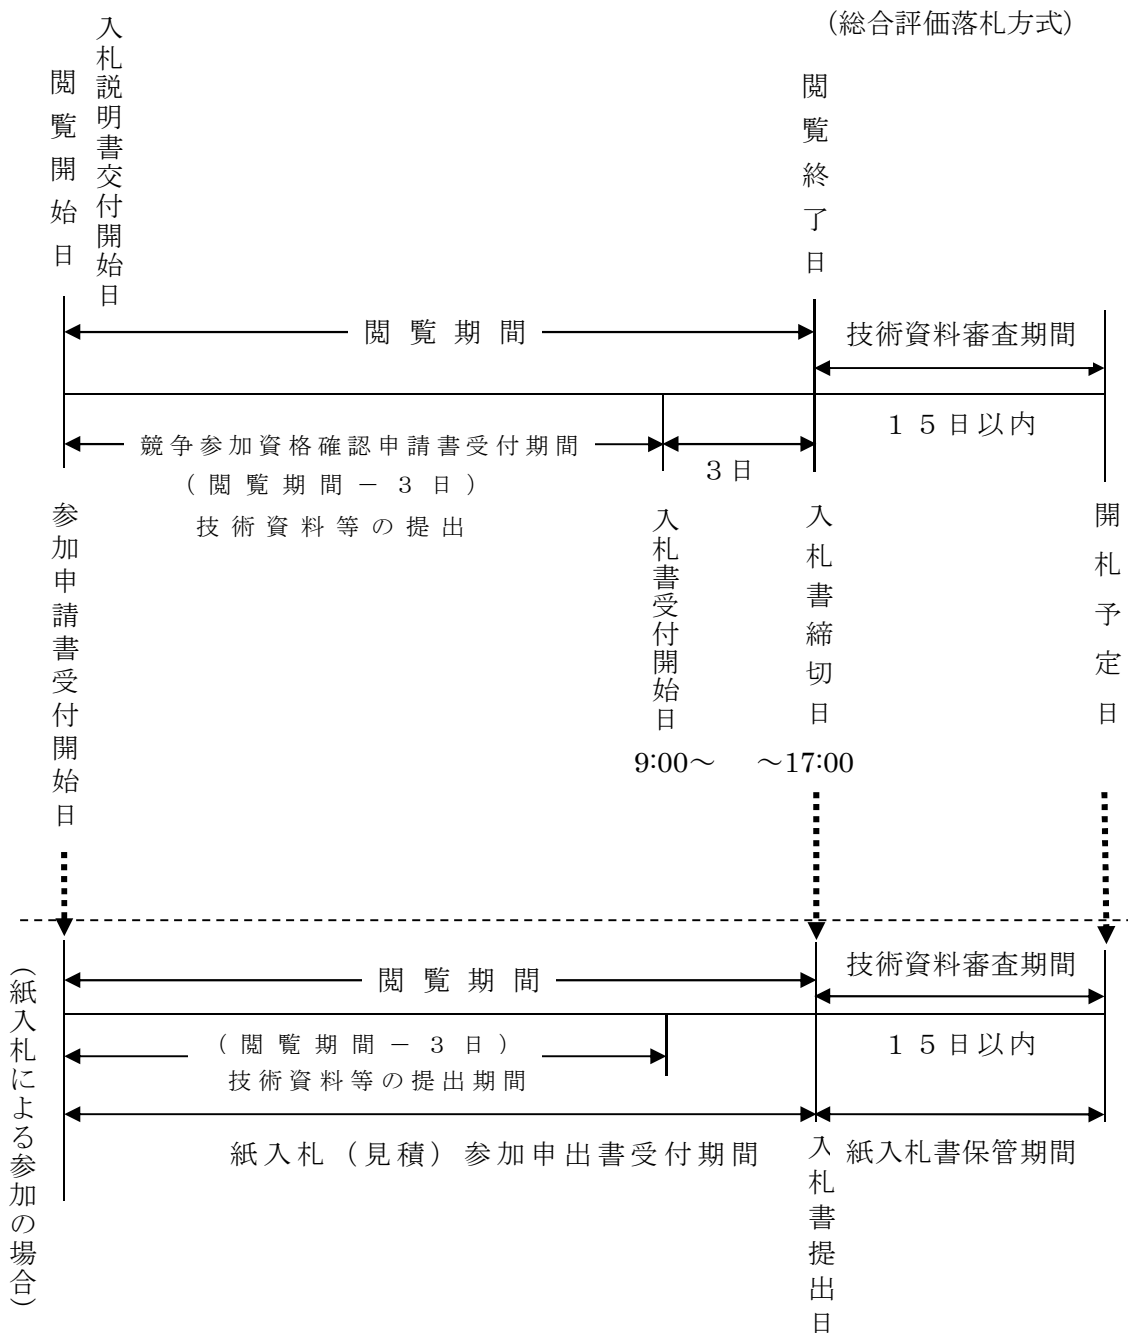 (総合評価落札方式)
閲覧開始日
入札説明書交付開始日
閲覧終了日
閲覧期間
技術資料審査期間
競争参加資格確認申請書受付期間
(閲覧期間-3日)
技術資料等の提出
3日
15日以内
参加申請書受付開始日
入札書受付開始日
入札書締切日
開札予定日
9:00~
~17:00
(紙入札による参加の場合)
閲覧期間
技術資料審査期間
(閲覧期間-3日)
技術資料等の提出期間
15日以内
紙入札(見積)参加申出書受付期間
入札書提出日
紙入札書保管期間